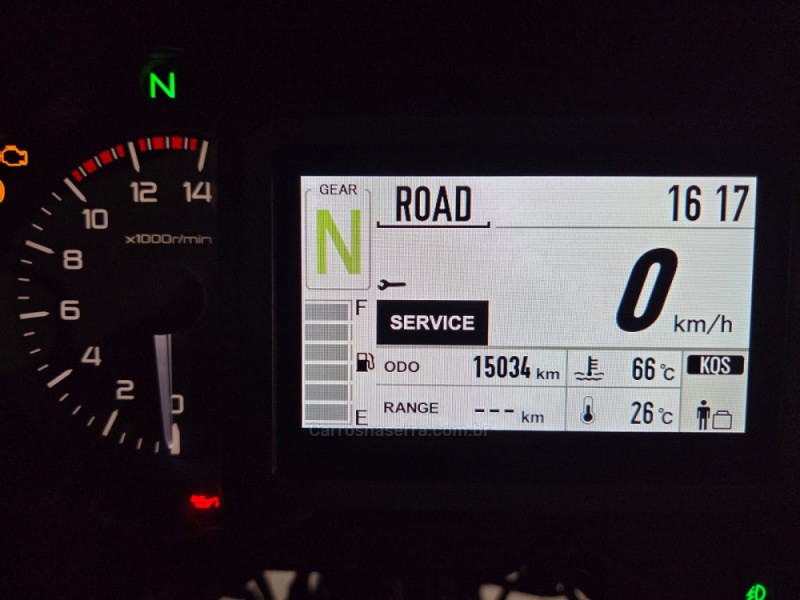 N
14
12
10
x1000r/min
8
6
4
2
0
GEAR
N
ROAD
16 17
0 km/h
SERVICE
F
E
ODO 15034 km
66 °C
KQS
RANGE --- km
26 °C
Carrosnaserra.com.br